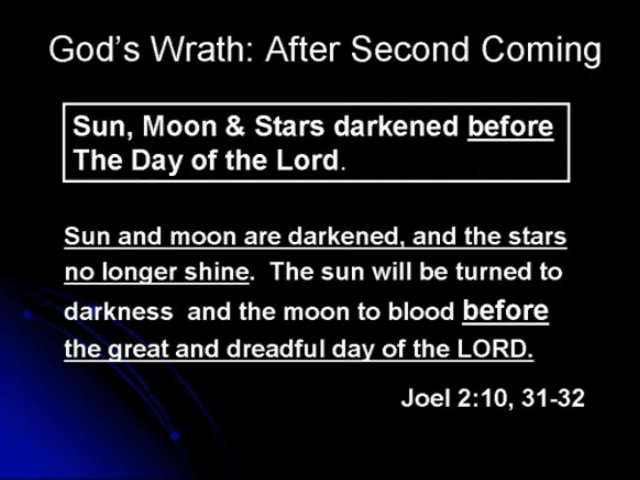 God's Wrath: After Second Coming
Sun, Moon & Stars darkened before
The Day of the Lord.
Sun and moon are darkened, and the stars
no longer shine. The sun will be turned to
darkness and the moon to blood before
the great and dreadful day of the LORD.
Joel 2:10, 31-32